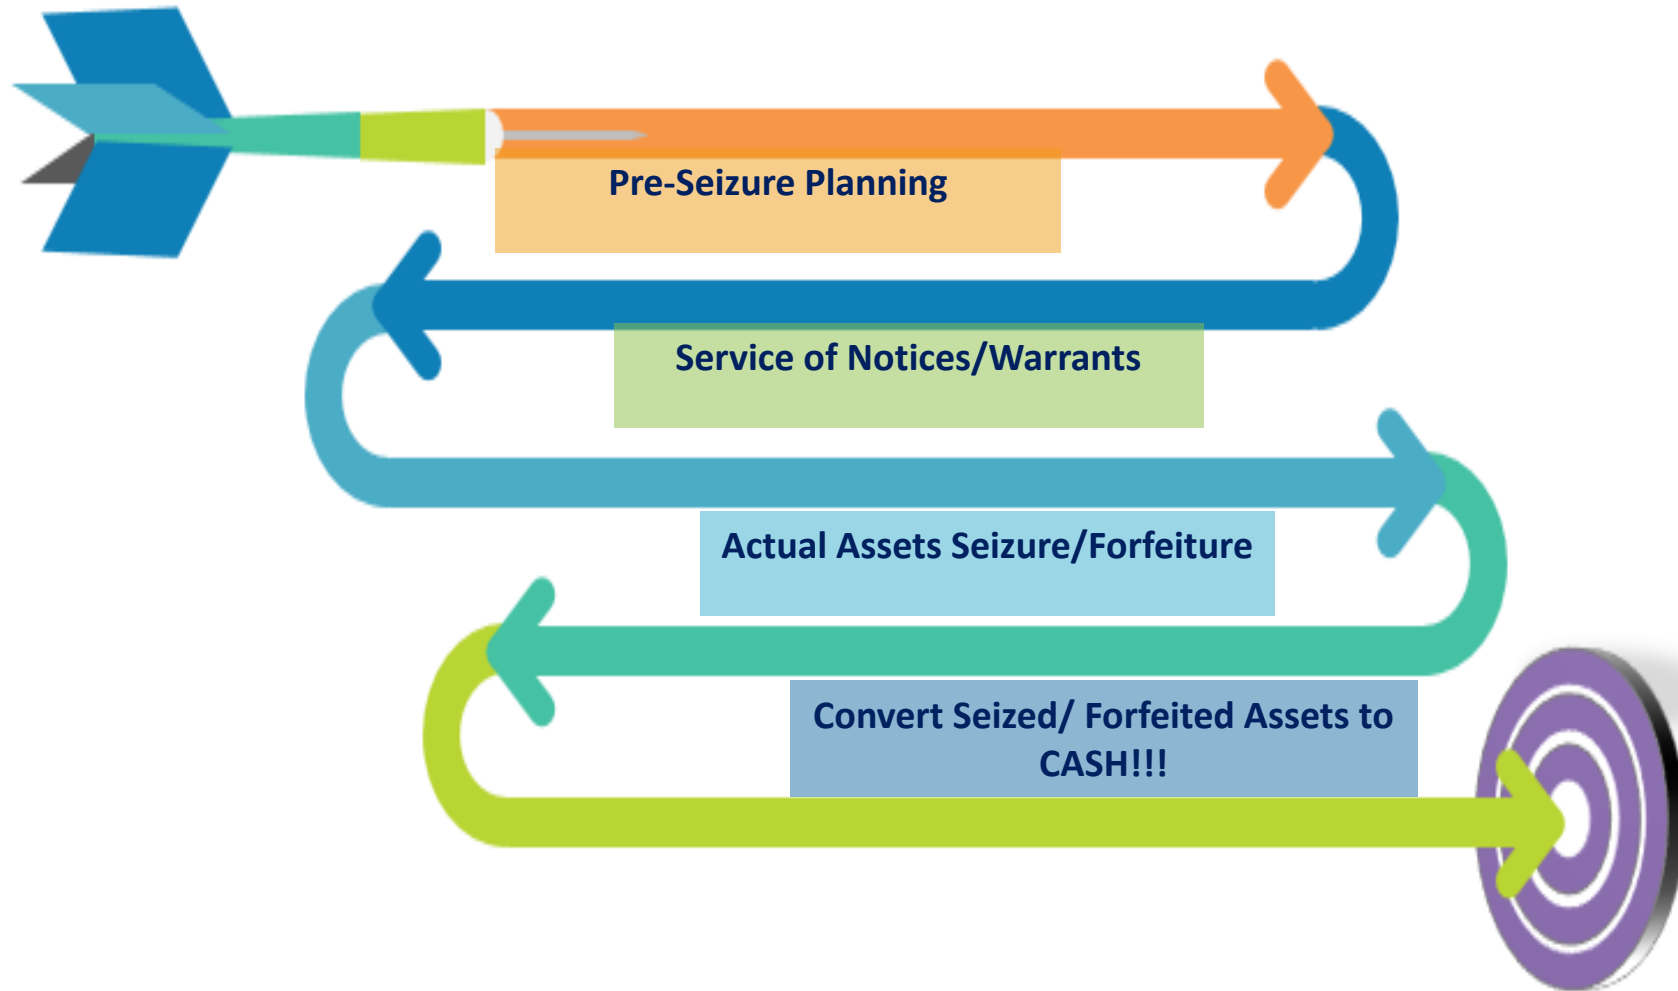 Pre-Seizure Planning
Service of Notices/Warrants
Actual Assets Seizure/Forfeiture
Convert Seized/ Forfeited Assets to
CASH!!!